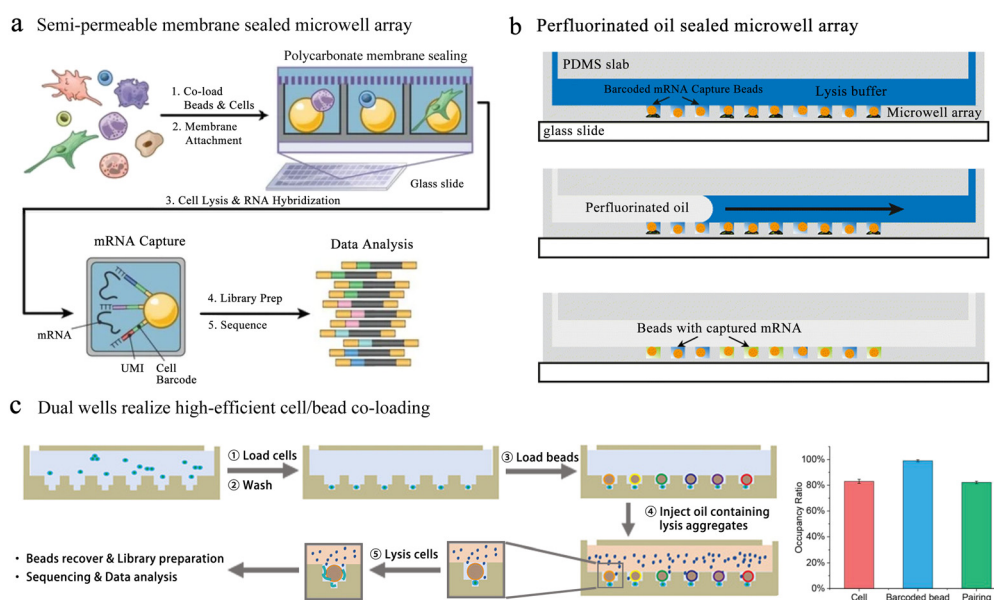 a Semi-permeable membrane sealed microwell array
Polycarbonate membrane sealing
1. Co-load
Beads & Cells
2. Membrane
Attachment
Glass slide
3. Cell Lysis & RNA Hybridization
mRNA Capture
TTT
TTT
TTT
mRNA
UMI
Cell
Barcode
4. Library Prep
5. Sequence
Data Analysis
b Perfluorinated oil sealed microwell array
PDMS slab
Barcoded mRNA Capture Beads
Lysis buffer
Microwell array
glass slide
Perfluorinated oil
Beads with captured mRNA
c Dual wells realize high-efficient cell/bead co-loading
① Load cells
② Wash
③ Load beads
④ Inject oil containing
lysis aggregates
⑤ Lysis cells
• Beads recover & Library preparation
• Sequencing & Data analysis
Occupancy Ratio
100%
80%
60%
40%
20%
0%
Cell
Barcoded bead
Pairing